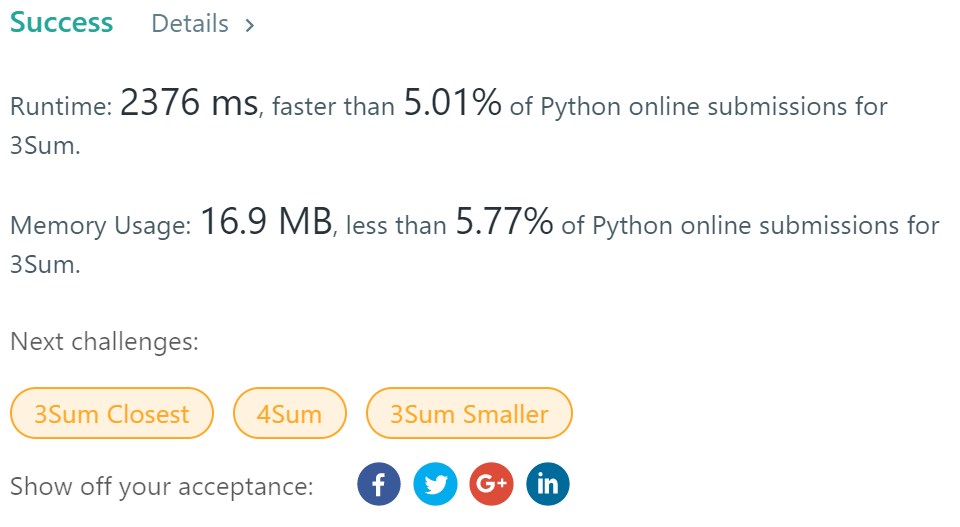 Success Details >
Runtime: 2376 ms, faster than 5.01% of Python online submissions for
3Sum.
Memory Usage: 16.9 MB, less than 5.77% of Python online submissions for
3Sum.
Next challenges:
3Sum Closest 4Sum 3Sum Smaller
Show off your acceptance: f G+ in